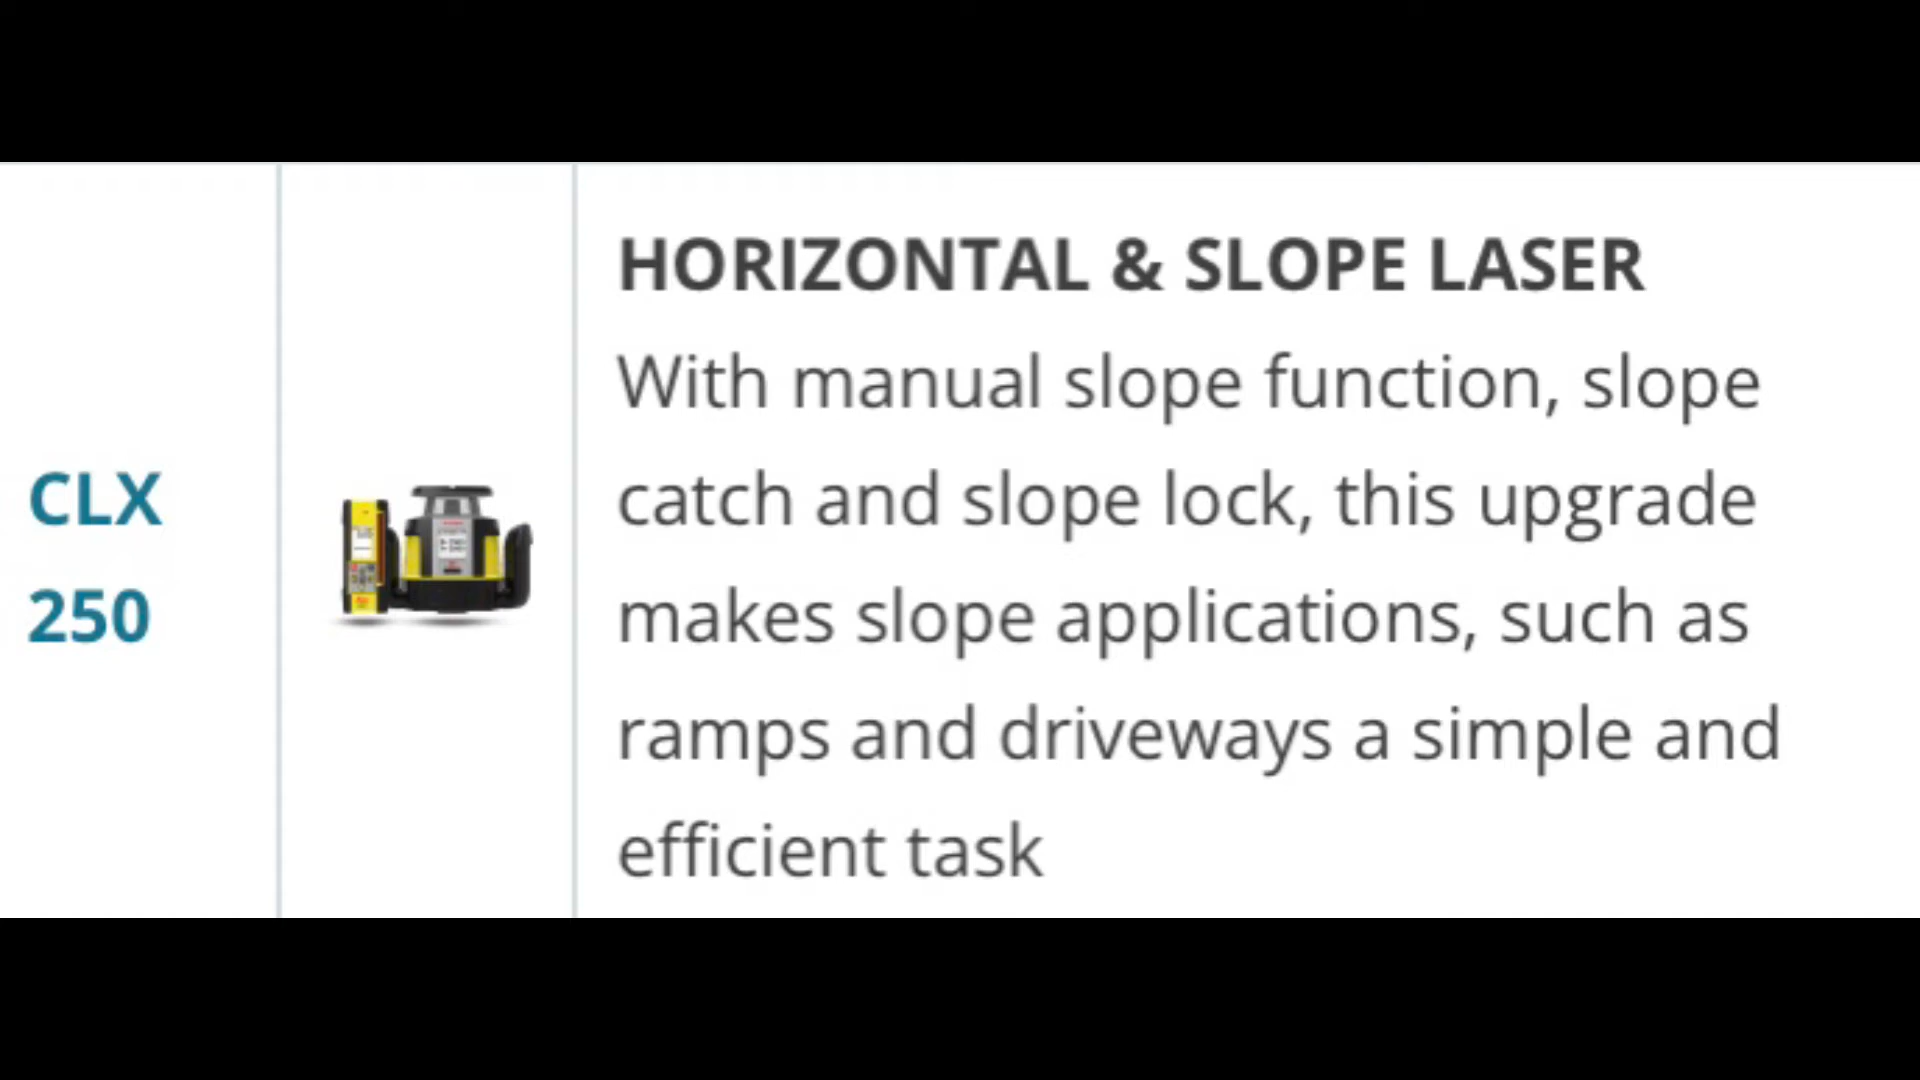 CLX
250
HORIZONTAL & SLOPE LASER
With manual slope function, slope
catch and slope lock, this upgrade
makes slope applications, such as
ramps and driveways a simple and
efficient task